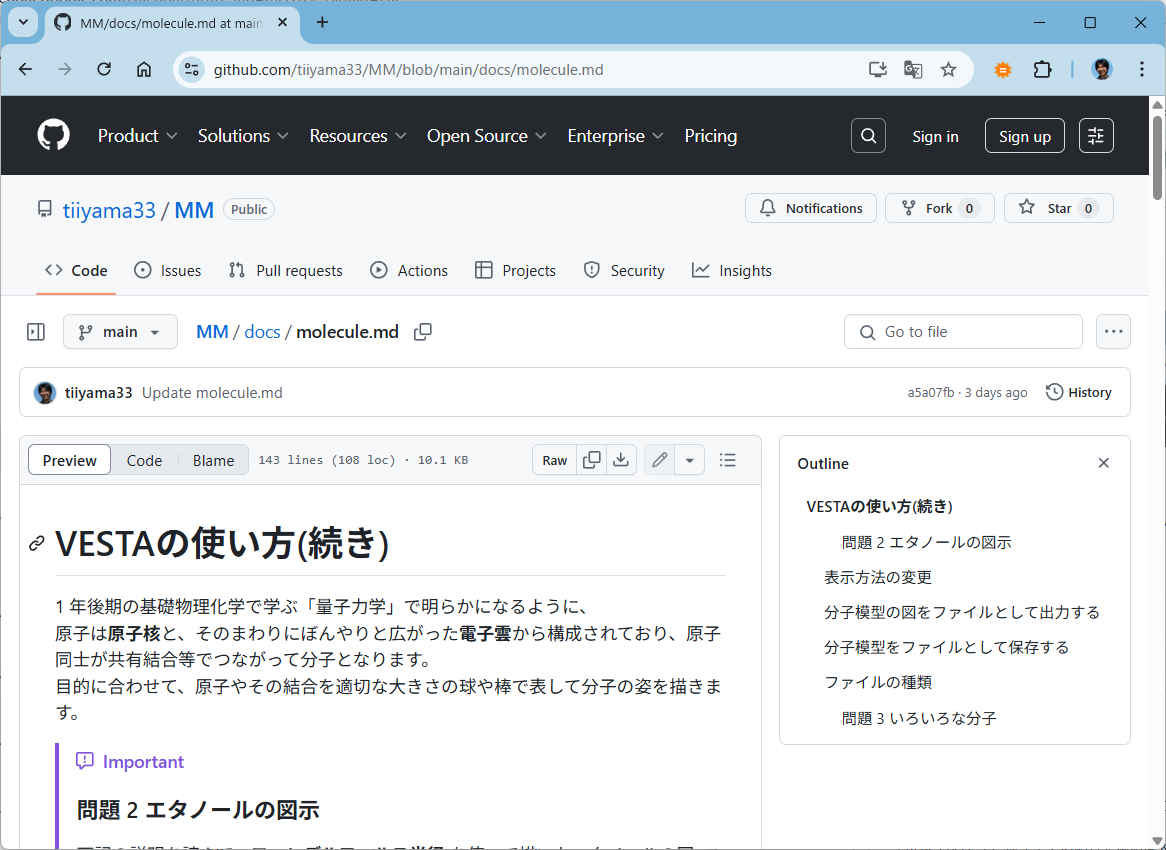 MM/docs/molecule.md at main
github.com/tiiyama33/MM/blob/main/docs/molecule.md
Product Solutions Resources Open Source Enterprise Pricing Sign in Sign up
tiiyama33 / MM Public
Notifications Fork 0 Star 0
Code Issues Pull requests Actions Projects Security Insights
main MM / docs / molecule.md Go to file
tiiyama33 Update molecule.md a5a07fb · 3 days ago History
Preview Code Blame 143 lines (108 loc) · 10.1 KB Raw
VESTAの使い方(続き)
1 年後期の基礎物理化学で学ぶ「量子力学」で明らかになるように、
原子は原子核と、そのまわりにぼんやりと広がった電子雲から構成されており、原子
同士が共有結合等でつながって分子となります。
目的に合わせて、原子やその結合を適切な大きさの球や棒で表して分子の姿を描きま
す。
Important
問題 2 エタノールの図示
Outline
VESTAの使い方(続き)
問題 2 エタノールの図示
表示方法の変更
分子模型の図をファイルとして出力する
分子模型をファイルとして保存する
ファイルの種類
問題 3 いろいろな分子